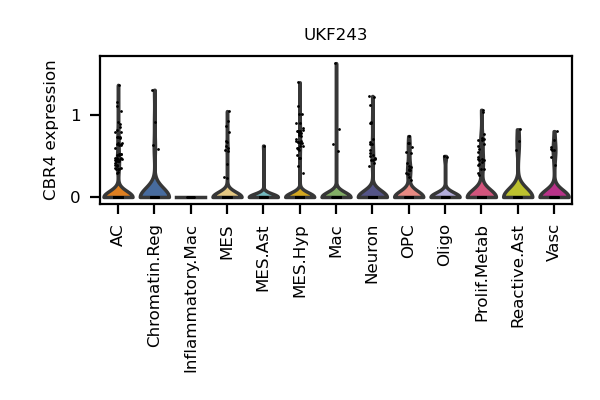 UKF243
CBR4 expression
1
0
AC
Chromatin.Reg
Inflammatory.Mac
MES
MES.Ast
MES.Hyp
Mac
Neuron
OPC
Oligo
Prolif.Metab
Reactive.Ast
Vasc